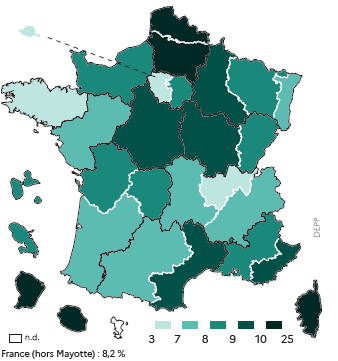 DEPP
3 7 8 9 10 25
n.d.
France (hors Mayotte) : 8,2 %